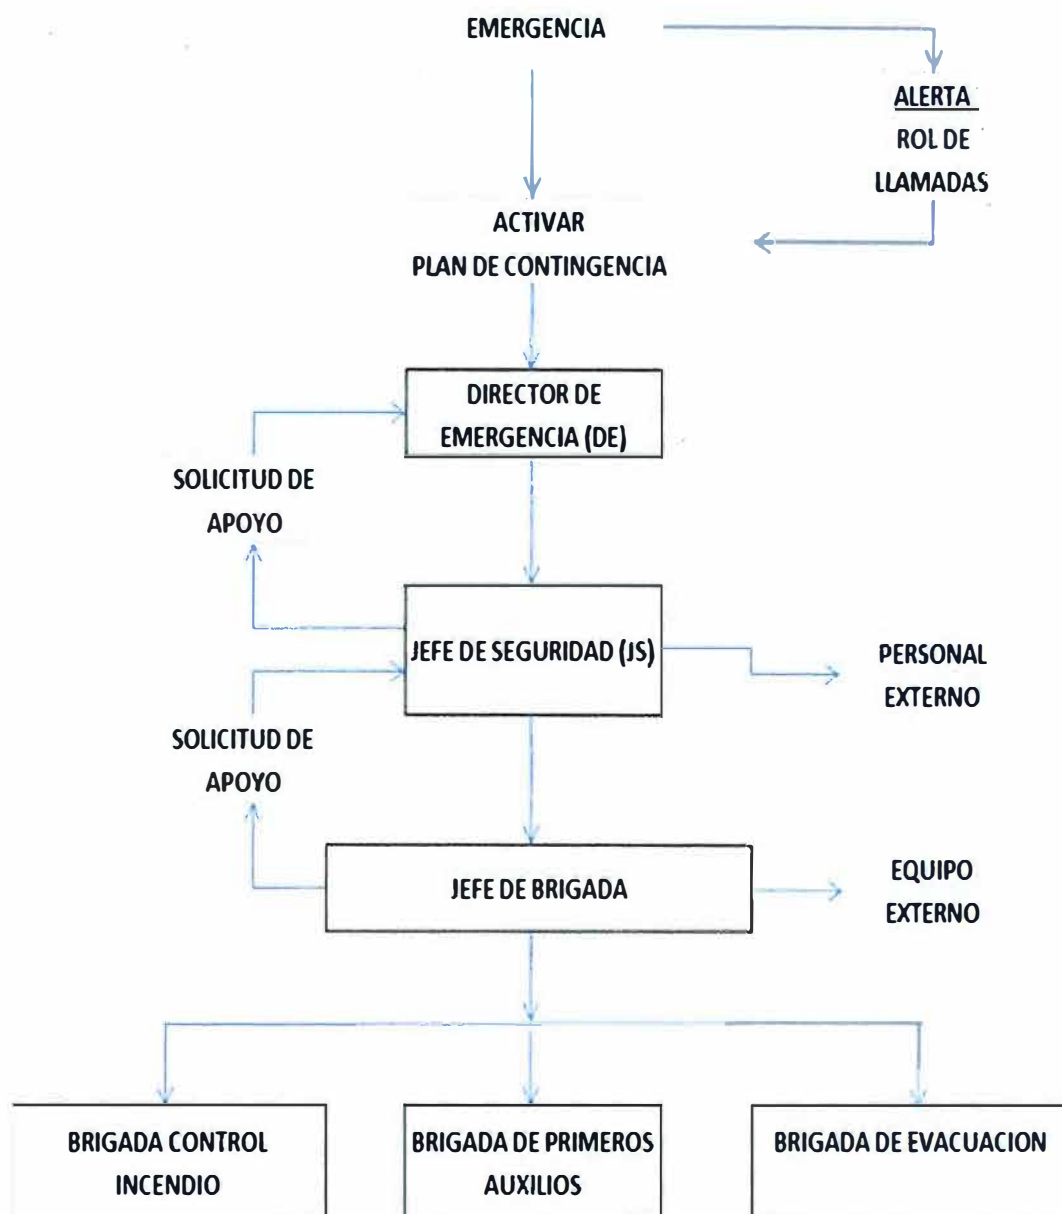 EMERGENCIA
ALERTA
ROL DE
LLAMADAS
ACTIVAR
PLAN DE CONTINGENCIA
DIRECTOR DE
EMERGENCIA (DE)
SOLICITUD DE
APOYO
JEFE DE SEGURIDAD (JS)
PERSONAL
EXTERNO
SOLICITUD DE
APOYO
JEFE DE BRIGADA
EQUIPO
EXTERNO
BRIGADA CONTROL
INCENDIO
BRIGADA DE PRIMEROS
AUXILIOS
BRIGADA DE EVACUACION